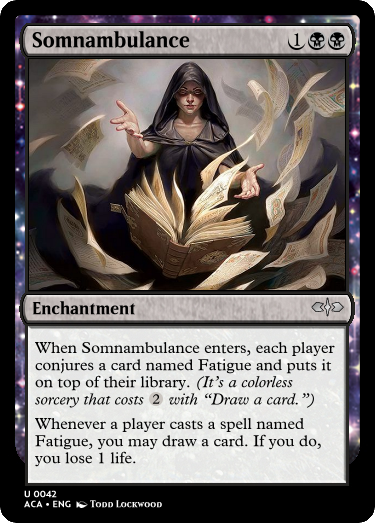 Somnambulance 1
Enchantment
When Somnambulance enters, each player
conjures a card named Fatigue and puts it
on top of their library. (It's a colorless
sorcery that costs 2 with “Draw a card.”)
Whenever a player casts a spell named
Fatigue, you may draw a card. If you do,
you lose 1 life.
U 0042
ACA • ENG Todd Lockwood